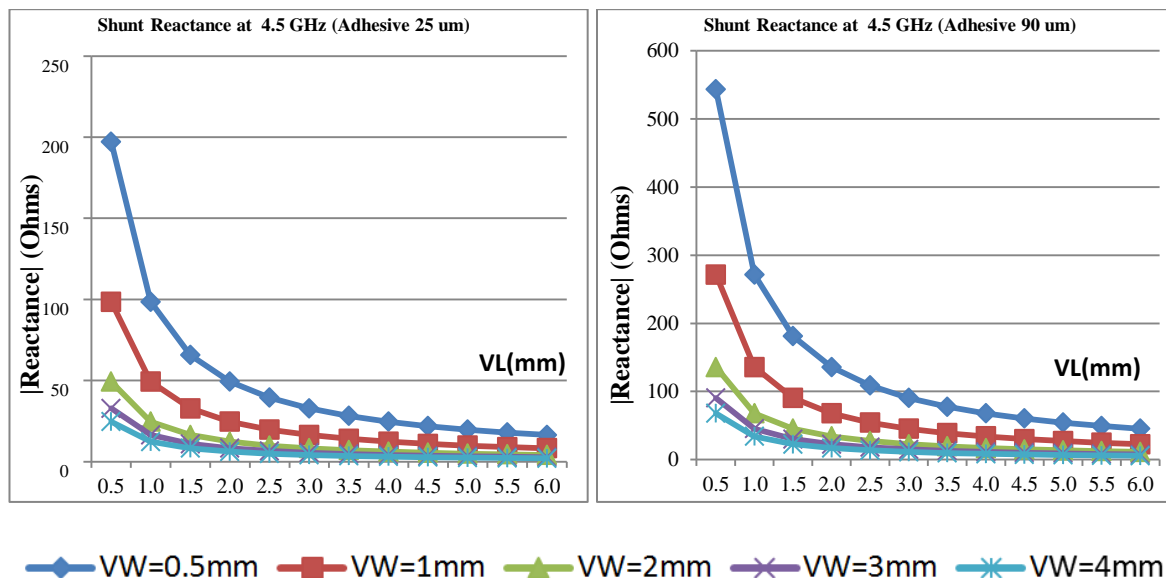 Shunt Reactance at 4.5 GHz (Adhesive 25 um)
|Reactance| (Ohms)
250
200
150
100
50
0
VL(mm)
0.5 1.0 1.5 2.0 2.5 3.0 3.5 4.0 4.5 5.0 5.5 6.0
Shunt Reactance at 4.5 GHz (Adhesive 90 um)
|Reactance| (Ohms)
600
500
400
300
200
100
0
VL(mm)
0.5 1.0 1.5 2.0 2.5 3.0 3.5 4.0 4.5 5.0 5.5 6.0
VW=0.5mm VW=1mm VW=2mm VW=3mm VW=4mm